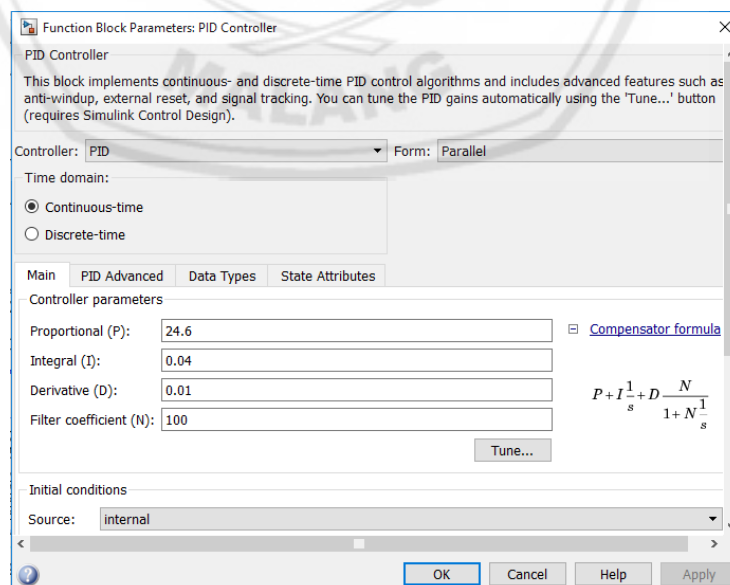 Function Block Parameters: PID Controller
PID Controller
This block implements continuous- and discrete-time PID control algorithms and includes advanced features such as
anti-windup, external reset, and signal tracking. You can tune the PID gains automatically using the 'Tune...' button
(requires Simulink Control Design).
MALANG
Controller: PID Form: Parallel
Time domain:
Continuous-time
Discrete-time
Main PID Advanced Data Types State Attributes
Controller parameters
Proportional (P): 24.6 Compensator formula
Integral (I): 0.04
Derivative (D): 0.01
Filter coefficient (N): 100
P + I 1/s + D N/(1 + N 1/s)
Tune...
Initial conditions
Source: internal
OK Cancel Help Apply